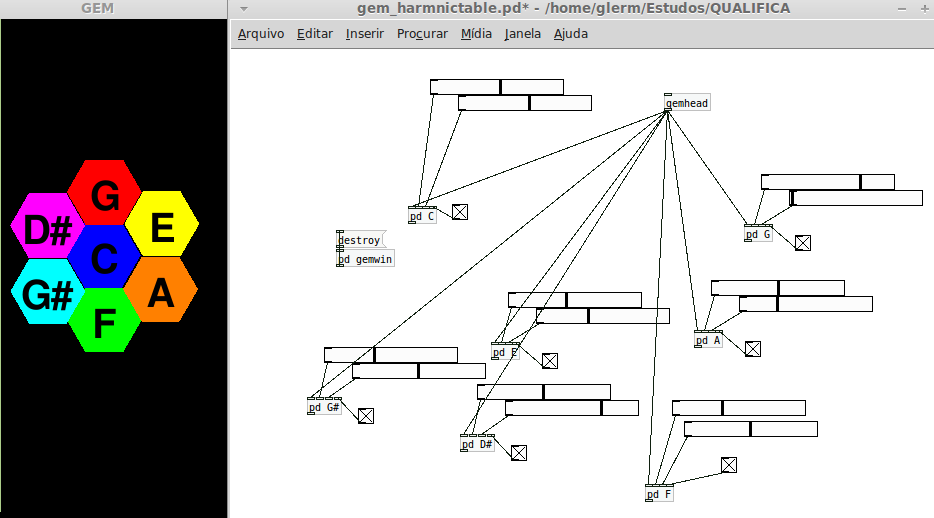 GEM
gem_harmnictable.pd* - /home/glerm/Estudos/QUALIFICA
Arquivo Editar Inserir Procurar Mídia Janela Ajuda
G
D#
E
C
G#
A
F
gemhead
pd C
destroy
pd gemwin
pd G
pd E
pd A
pd G#
pd D#
pd F